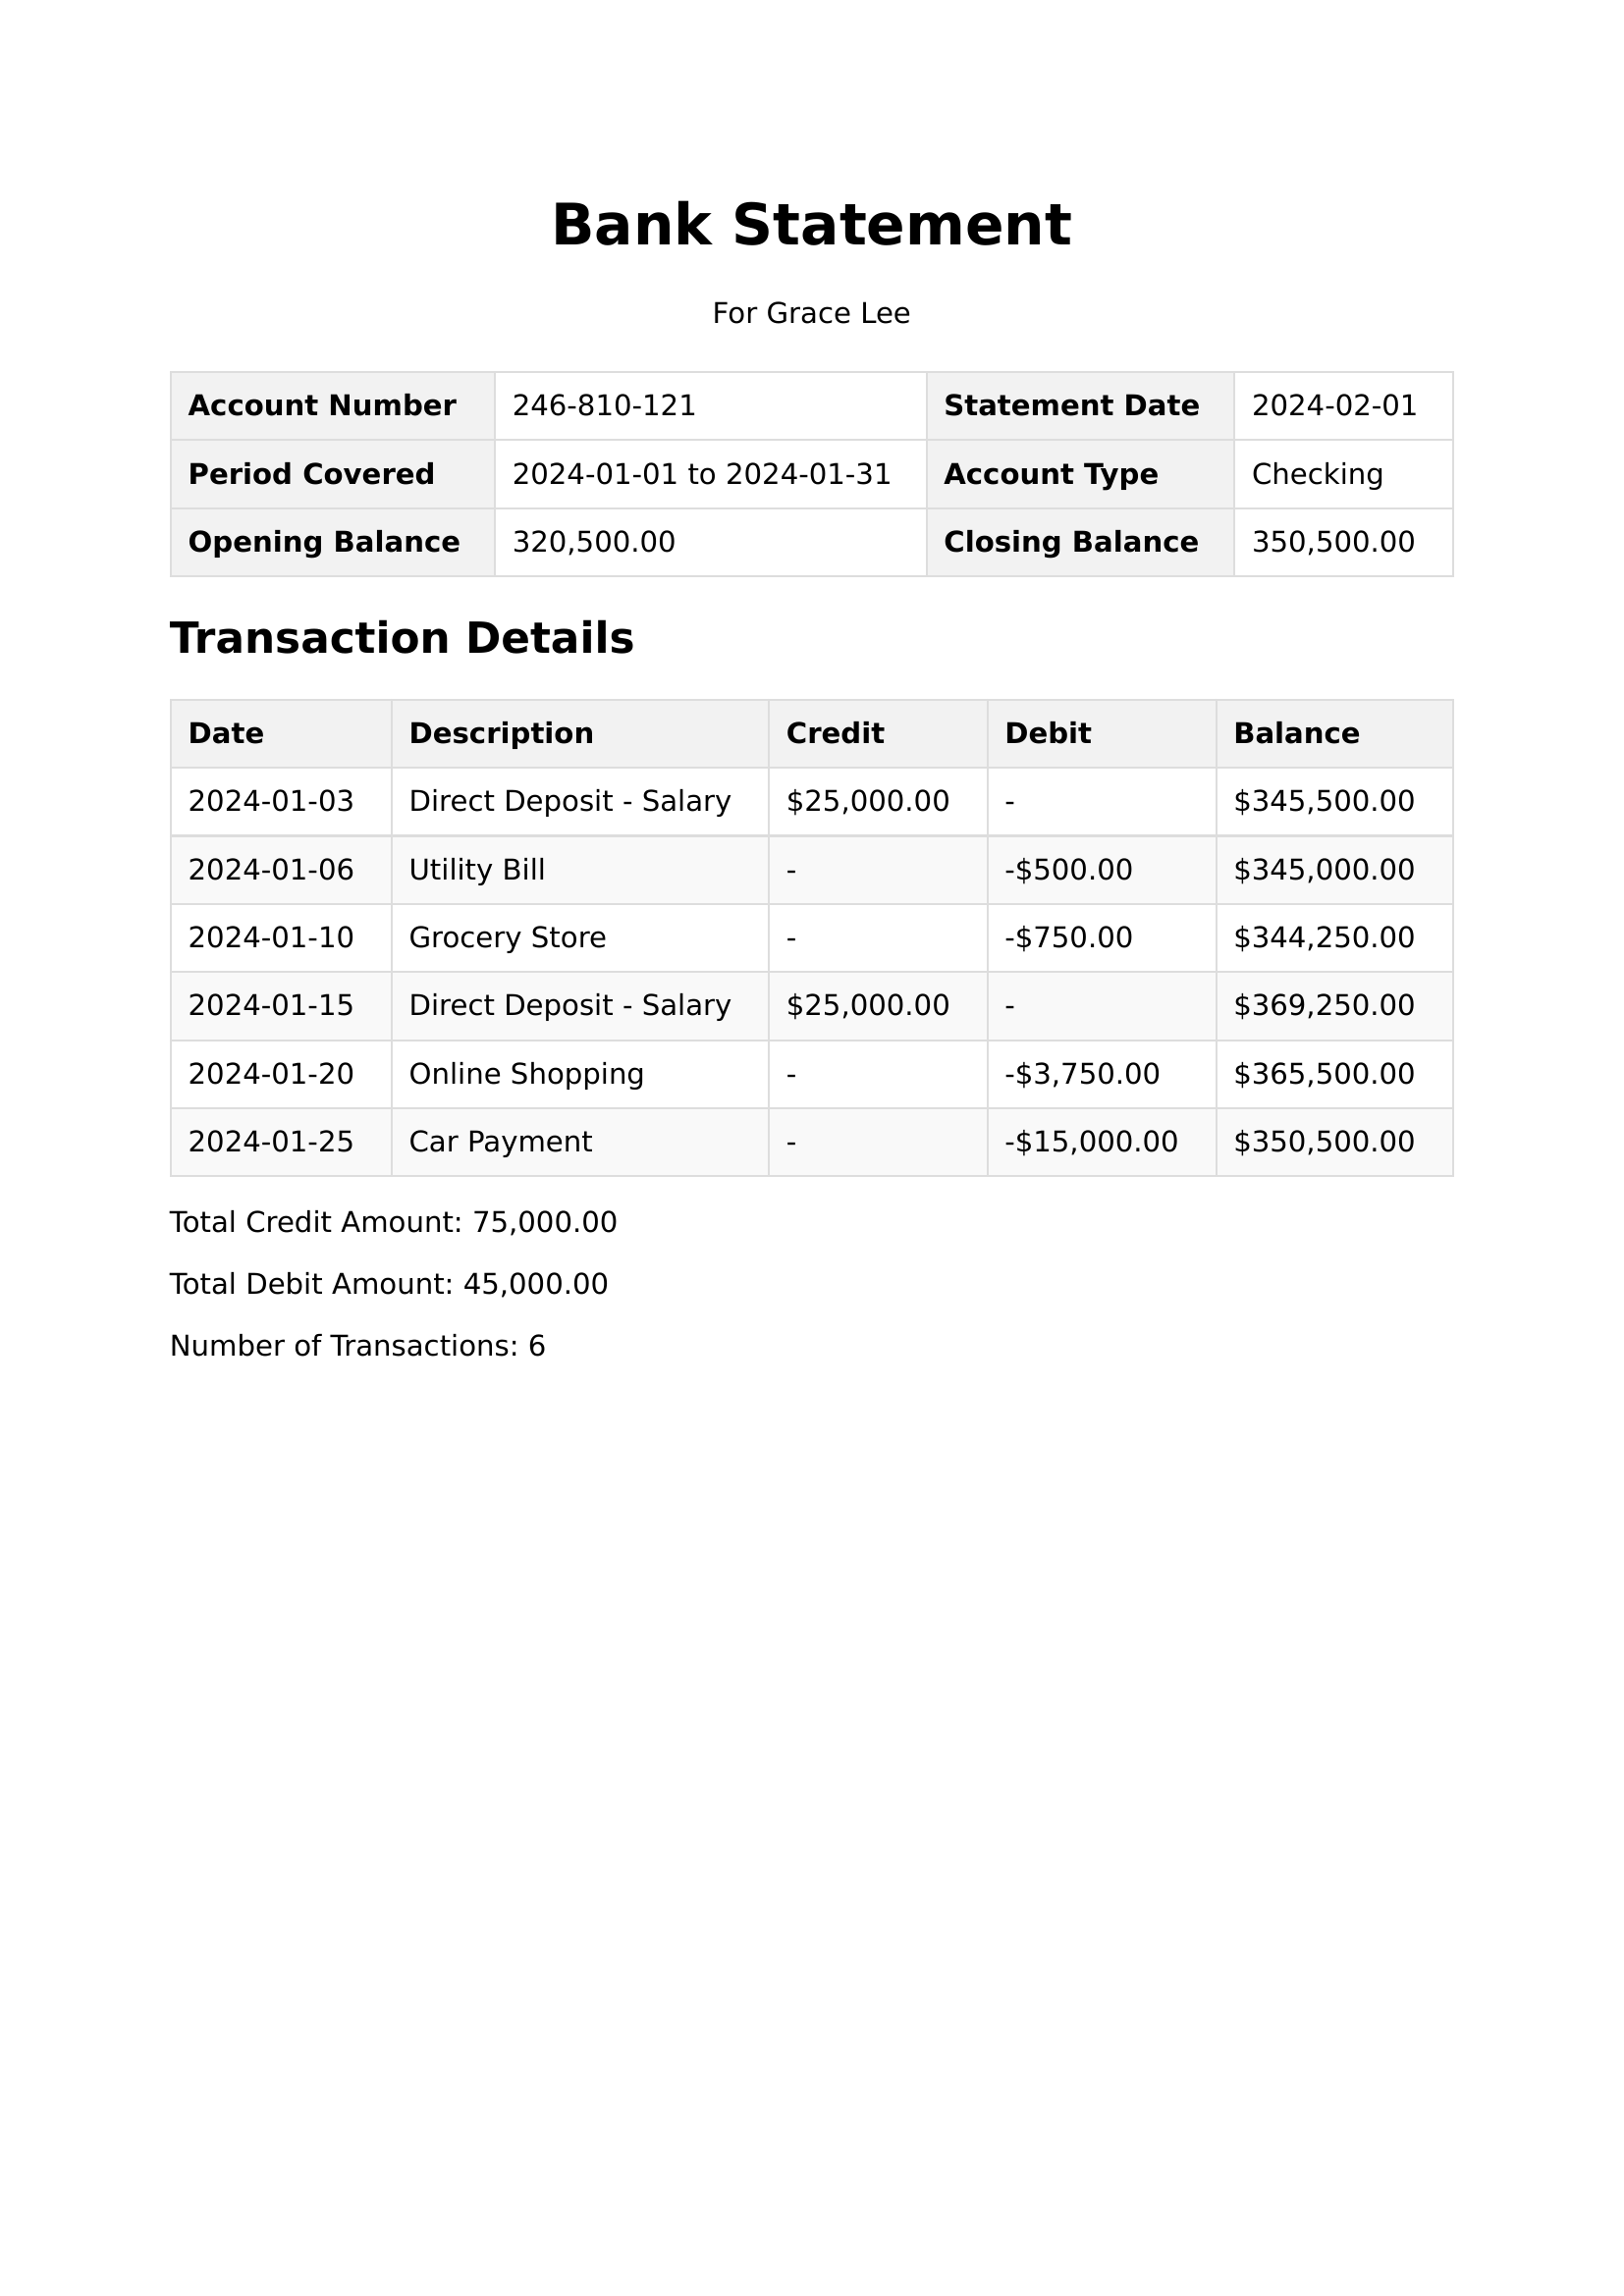 Bank Statement
For Grace Lee
Account Number 246-810-121 Statement Date 2024-02-01
Period Covered 2024-01-01 to 2024-01-31 Account Type Checking
Opening Balance 320,500.00 Closing Balance 350,500.00
Transaction Details
Date Description Credit Debit Balance
2024-01-03 Direct Deposit - Salary $25,000.00 - $345,500.00
2024-01-06 Utility Bill - -$500.00 $345,000.00
2024-01-10 Grocery Store - -$750.00 $344,250.00
2024-01-15 Direct Deposit - Salary $25,000.00 - $369,250.00
2024-01-20 Online Shopping - -$3,750.00 $365,500.00
2024-01-25 Car Payment - -$15,000.00 $350,500.00
Total Credit Amount: 75,000.00
Total Debit Amount: 45,000.00
Number of Transactions: 6